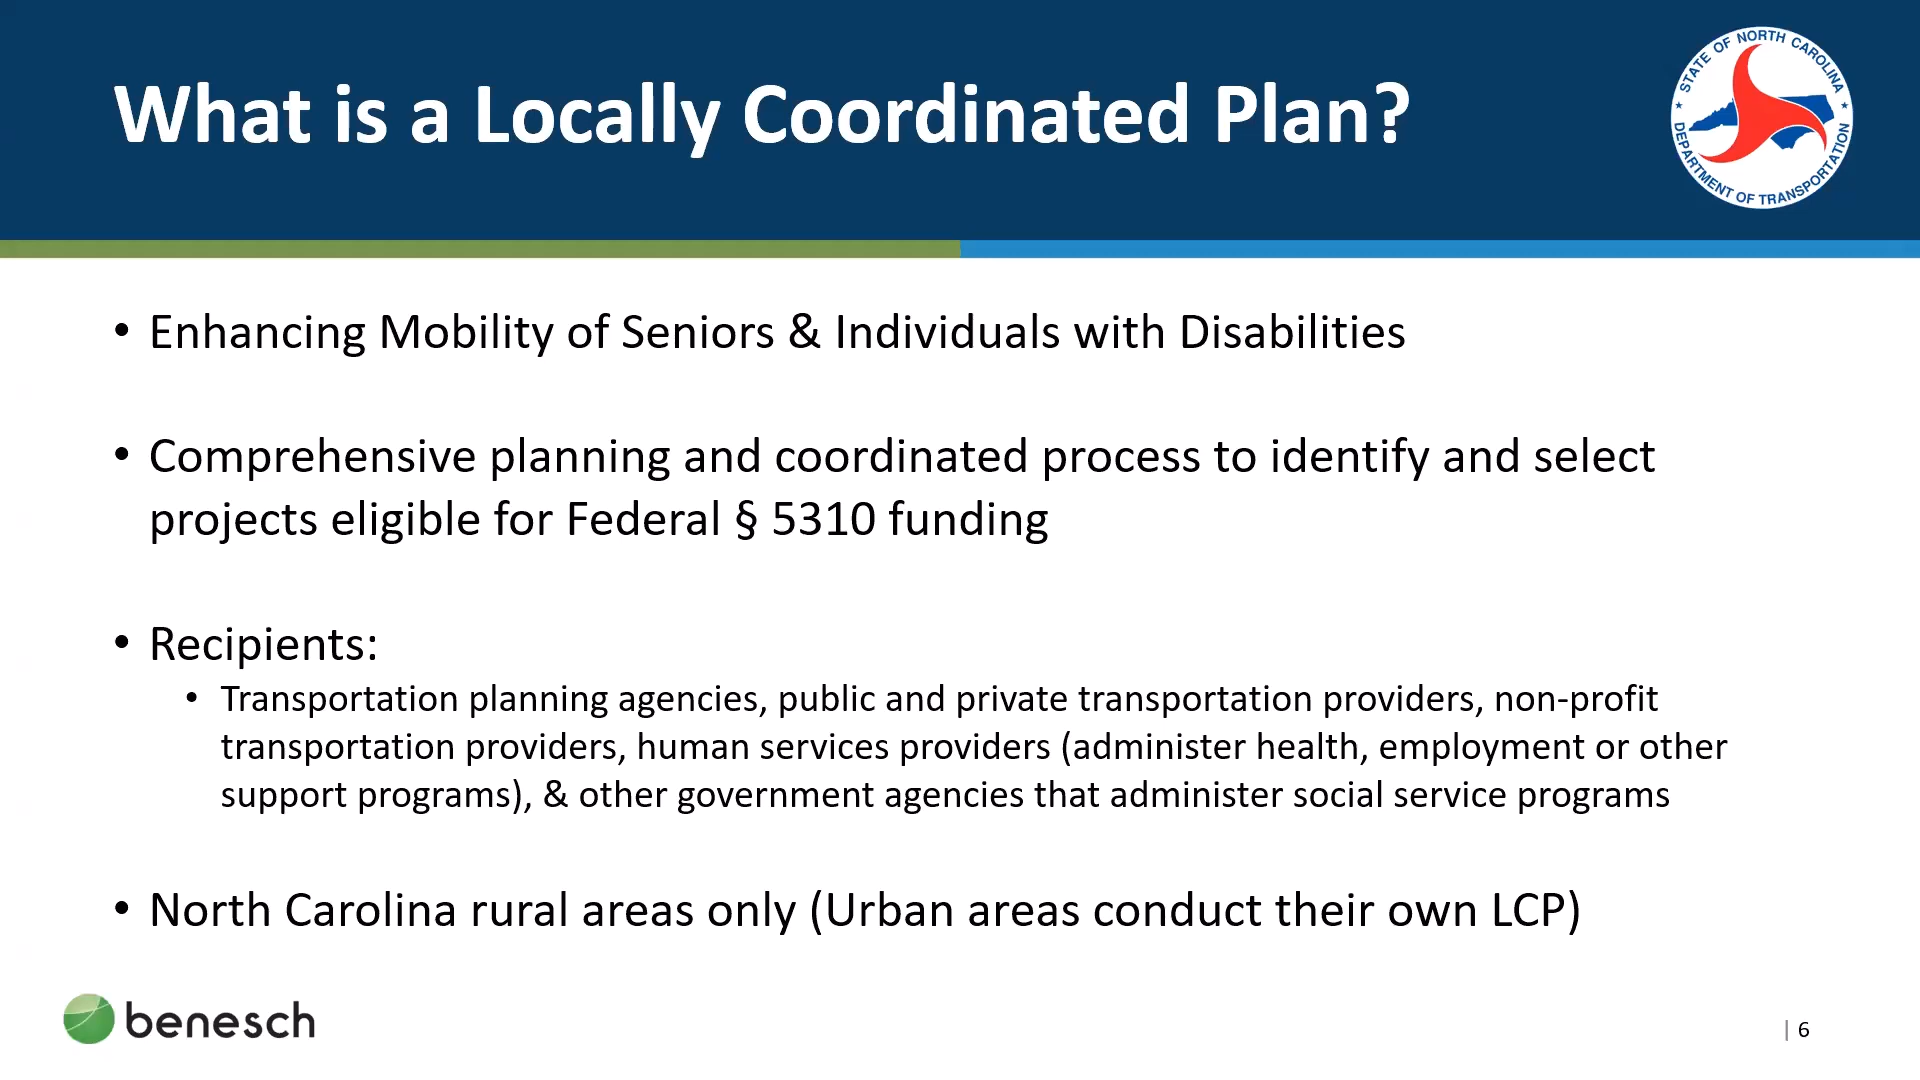 What is a Locally Coordinated Plan?
STATE OF NORTH CAROLINA
DEPARTMENT OF TRANSPORTATION
• Enhancing Mobility of Seniors & Individuals with Disabilities
• Comprehensive planning and coordinated process to identify and select
projects eligible for Federal § 5310 funding
• Recipients:
• Transportation planning agencies, public and private transportation providers, non-profit
transportation providers, human services providers (administer health, employment or other
support programs), & other government agencies that administer social service programs
• North Carolina rural areas only (Urban areas conduct their own LCP)
benesch
| 6